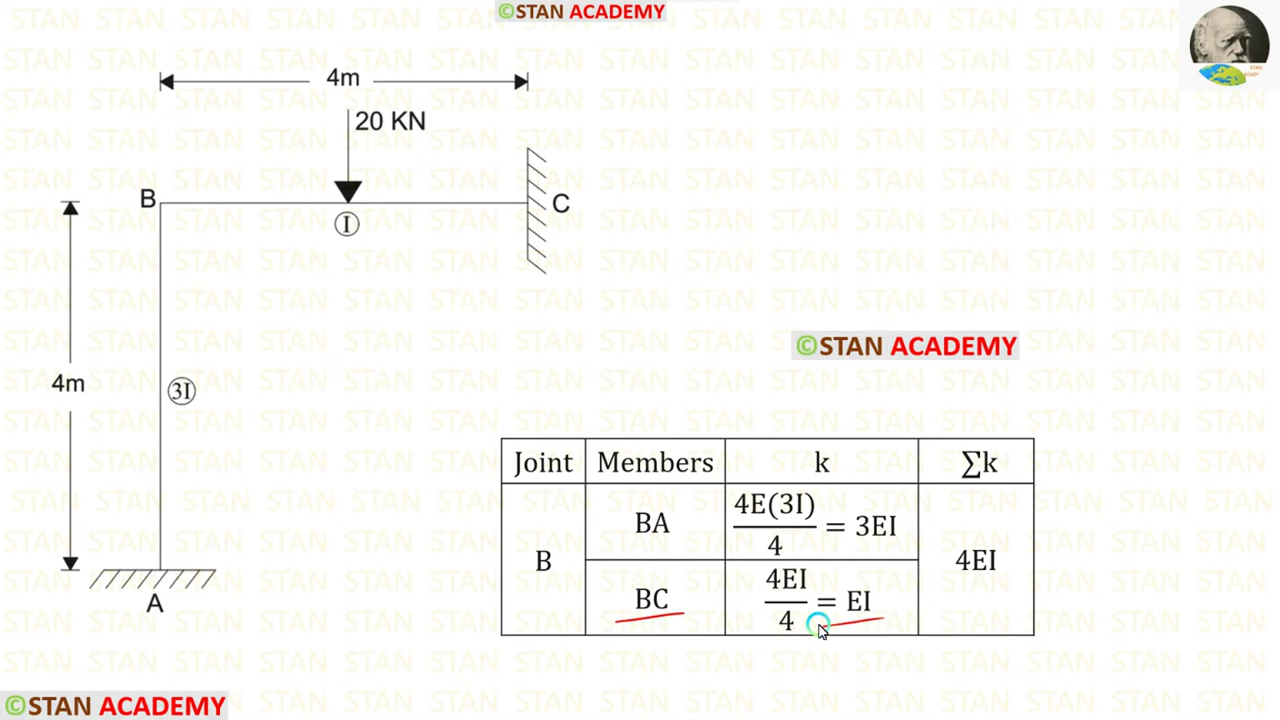 ©STAN ACADEMY
4m
20 KN
B
C
I
4m
3I
©STAN ACADEMY
A
Joint Members k ∑k
B BA 4E(3I)/4 = 3EI 4EI
BC 4EI/4 = EI
©STAN ACADEMY